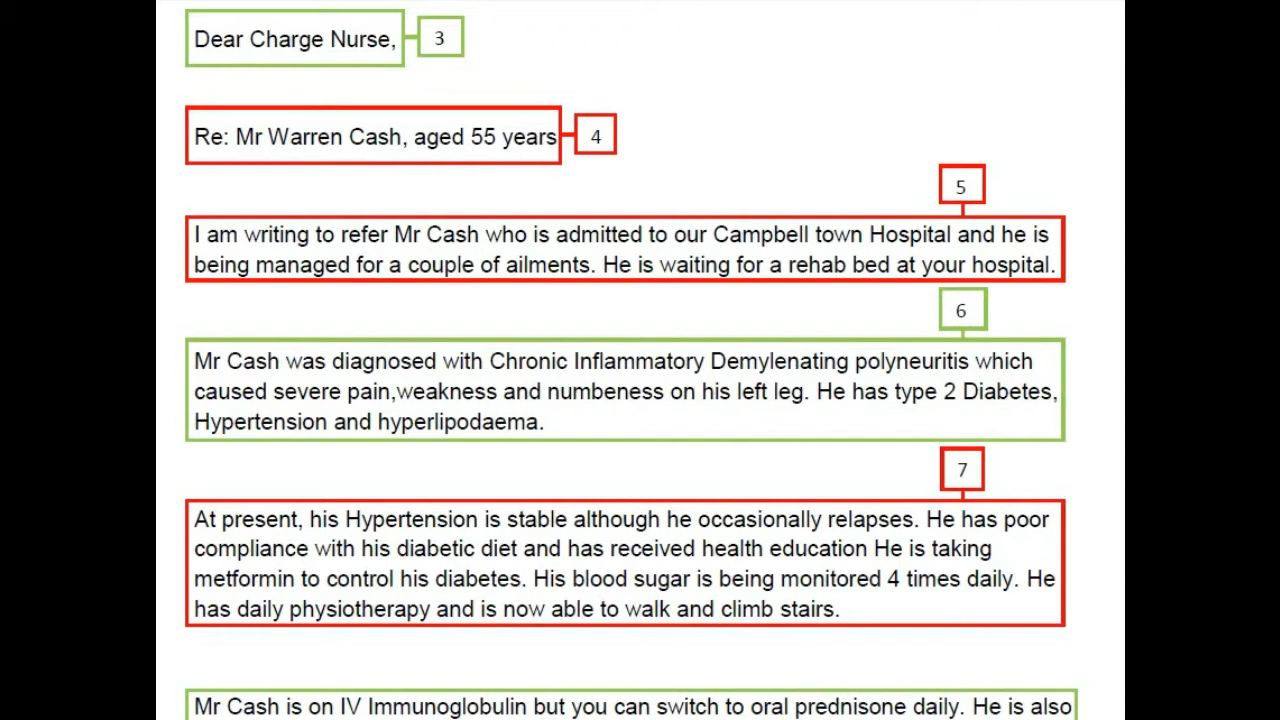 Dear Charge Nurse,
3
Re: Mr Warren Cash, aged 55 years
4
5
I am writing to refer Mr Cash who is admitted to our Campbell town Hospital and he is
being managed for a couple of ailments. He is waiting for a rehab bed at your hospital.
6
Mr Cash was diagnosed with Chronic Inflammatory Demylenating polyneuritis which
caused severe pain,weakness and numbeness on his left leg. He has type 2 Diabetes,
Hypertension and hyperlipodaema.
7
At present, his Hypertension is stable although he occasionally relapses. He has poor
compliance with his diabetic diet and has received health education He is taking
metformin to control his diabetes. His blood sugar is being monitored 4 times daily. He
has daily physiotherapy and is now able to walk and climb stairs.
Mr Cash is on IV Immunoglobulin but you can switch to oral prednisone daily. He is also